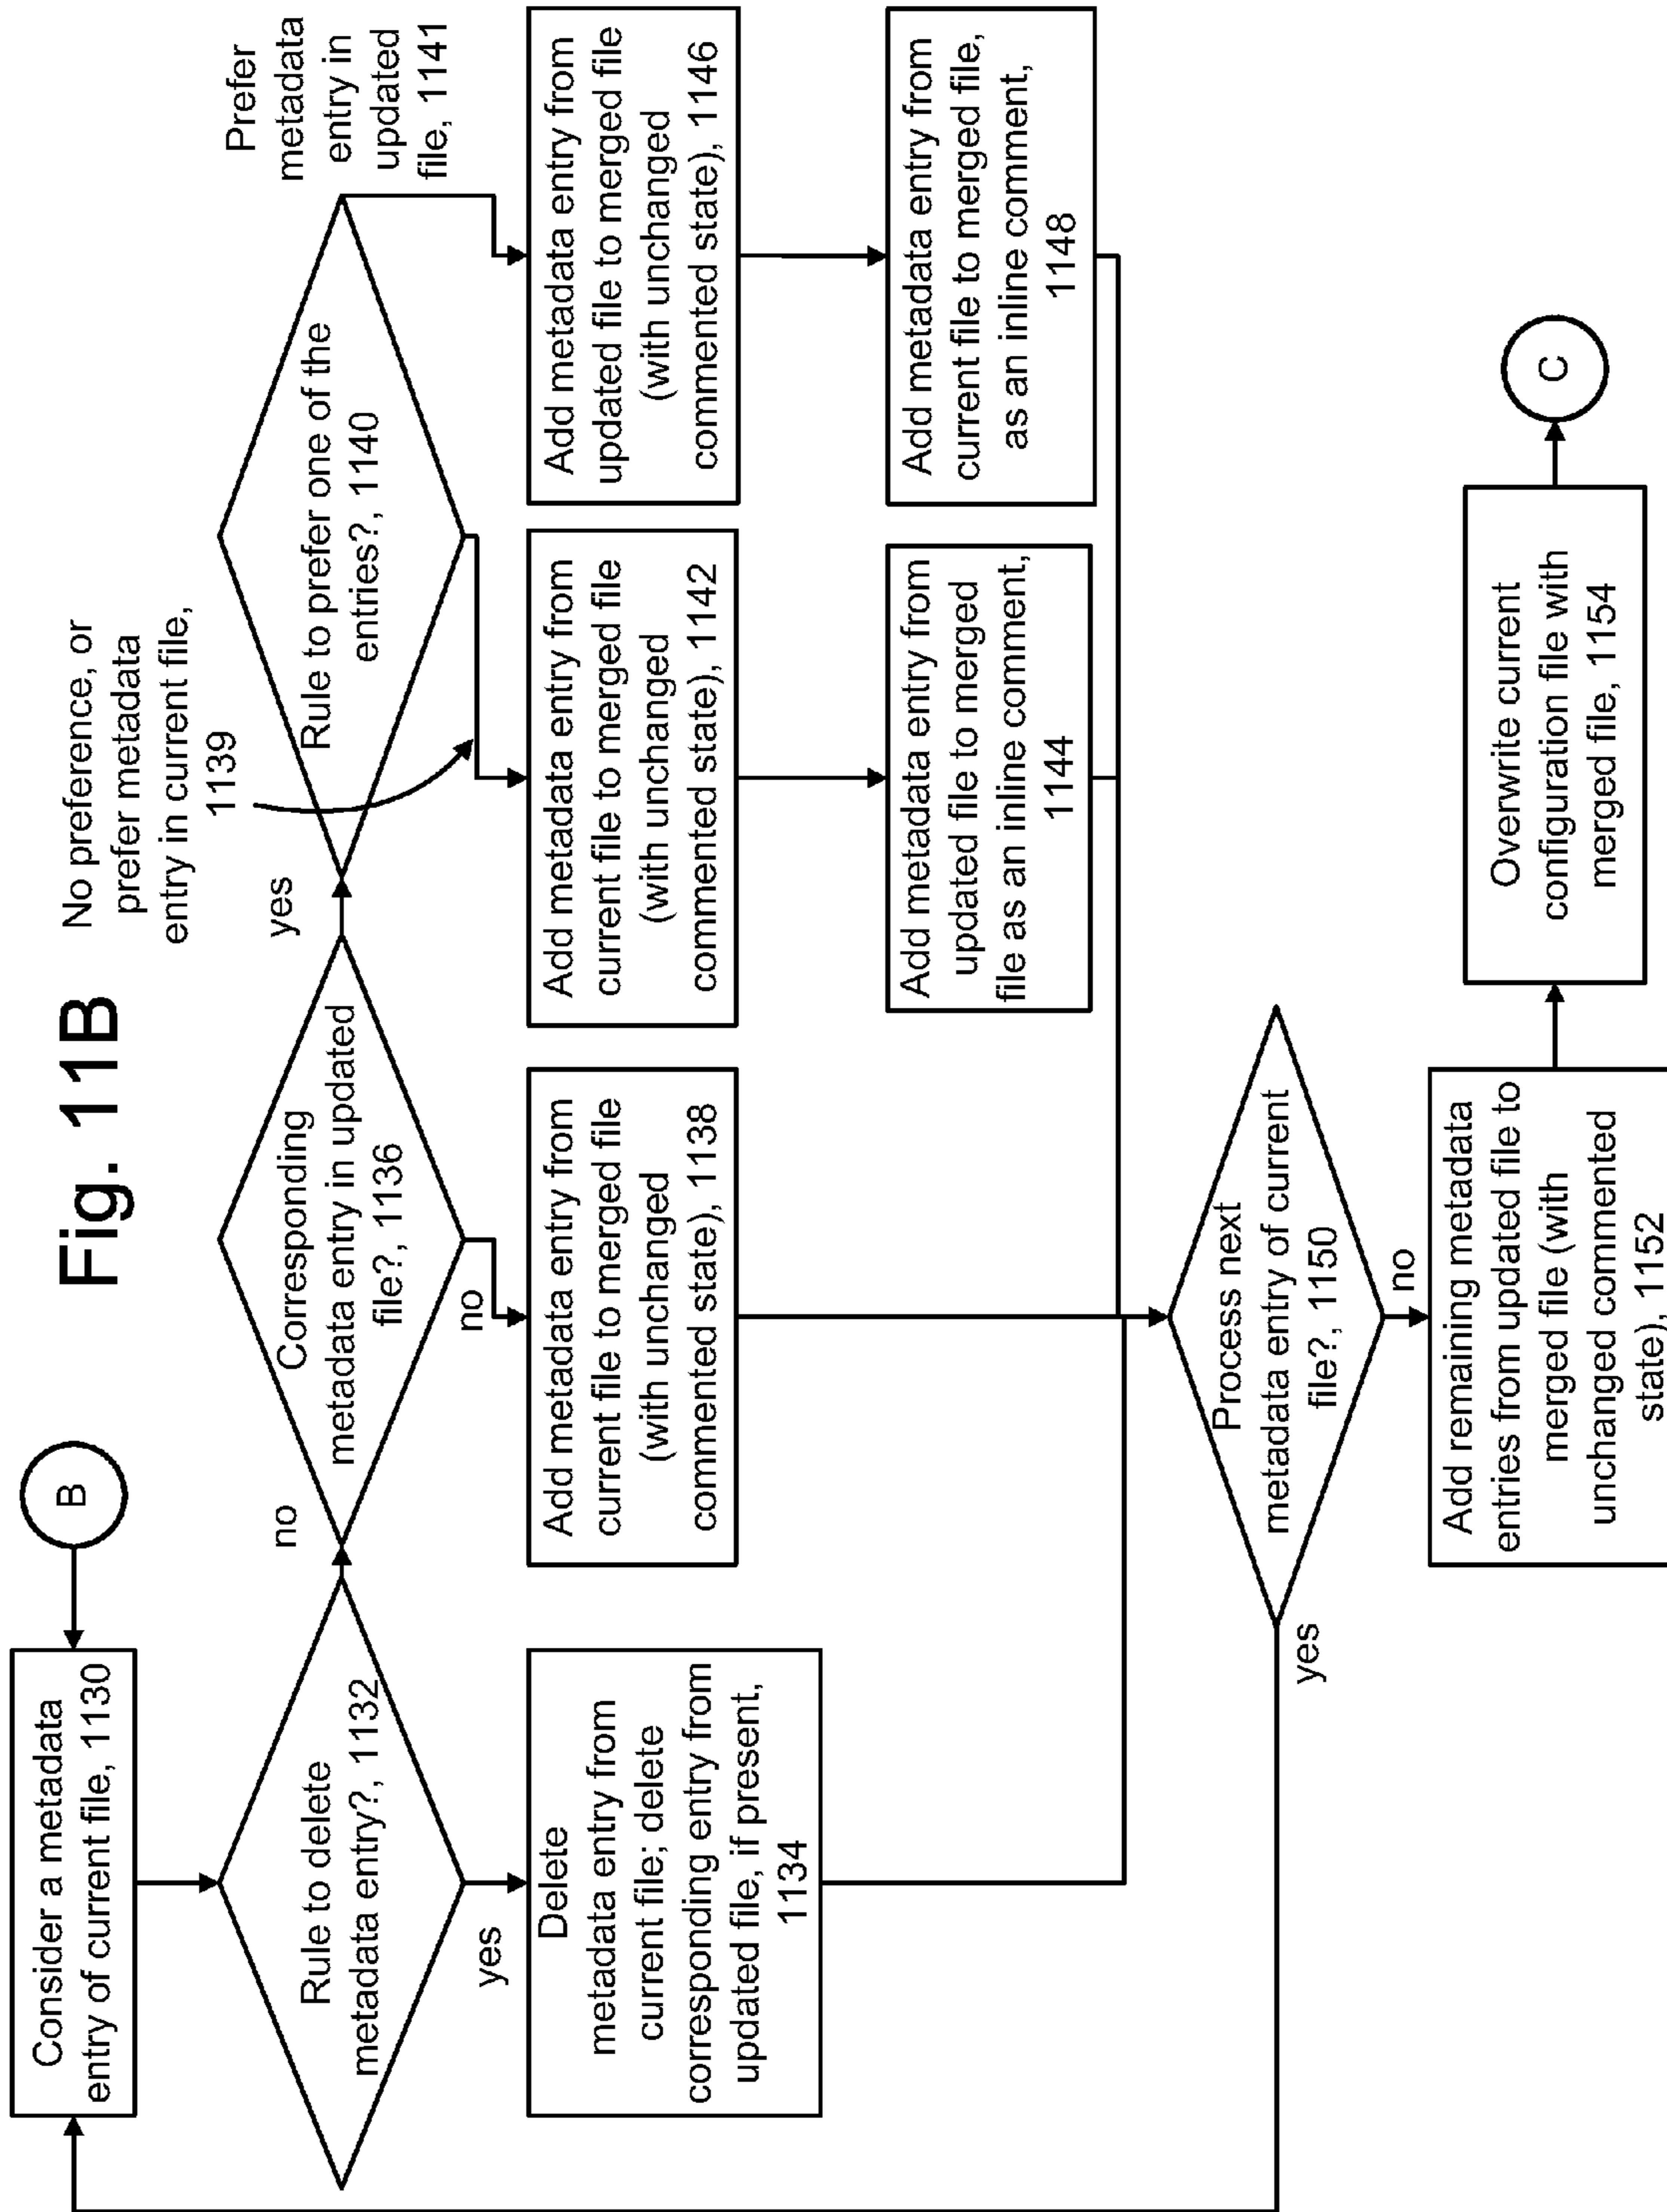 Fig. 11B
B
Consider a metadata
entry of current file, 1130
Rule to delete
metadata entry?, 1132
no
yes
Delete
metadata entry from
current file; delete
corresponding entry from
updated file, if present,
1134
Corresponding
metadata entry in updated
file?, 1136
yes
no
Add metadata entry from
current file to merged file
(with unchanged
commented state), 1138
No preference, or
prefer metadata
entry in current file,
1139
Rule to prefer one of the
entries?, 1140
Prefer
metadata
entry in
updated
file, 1141
Add metadata entry from
current file to merged file
(with unchanged
commented state), 1142
Add metadata entry from
updated file to merged
file as an inline comment,
1144
Add metadata entry from
updated file to merged file
(with unchanged
commented state), 1146
Add metadata entry from
current file to merged file,
as an inline comment,
1148
Process next
metadata entry of current
file?, 1150
yes
no
Add remaining metadata
entries from updated file to
merged file (with
unchanged commented
state), 1152
Overwrite current
configuration file with
merged file, 1154
C